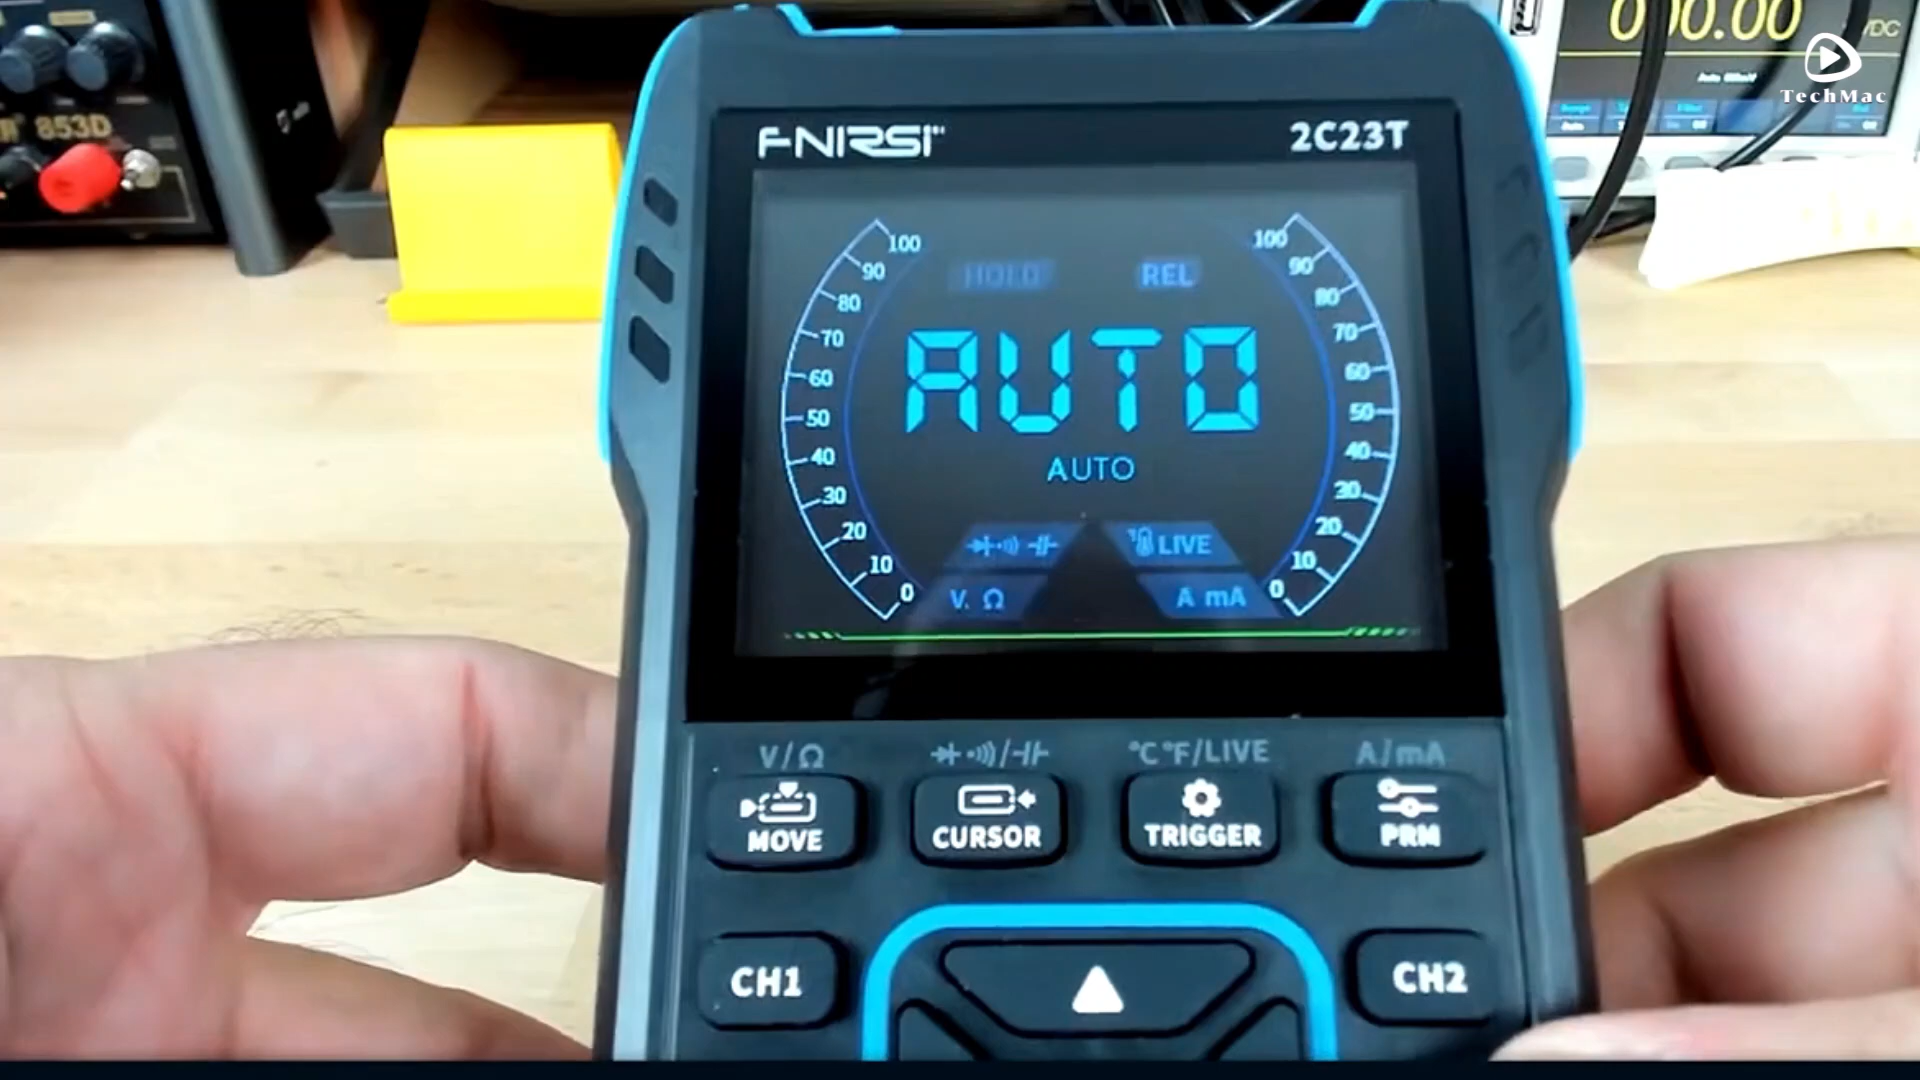 000.00
VDC
TechMac
853D
FNIRSI
2C23T
100 90 80 70 60 50 40 30 20 10 0
HOLD REL
AUTO
AUTO
LIVE
V. Ω A mA
100 90 80 70 60 50 40 30 20 10 0
V/Ω °C°F/LIVE A/mA
MOVE CURSOR TRIGGER PRM
CH1 CH2